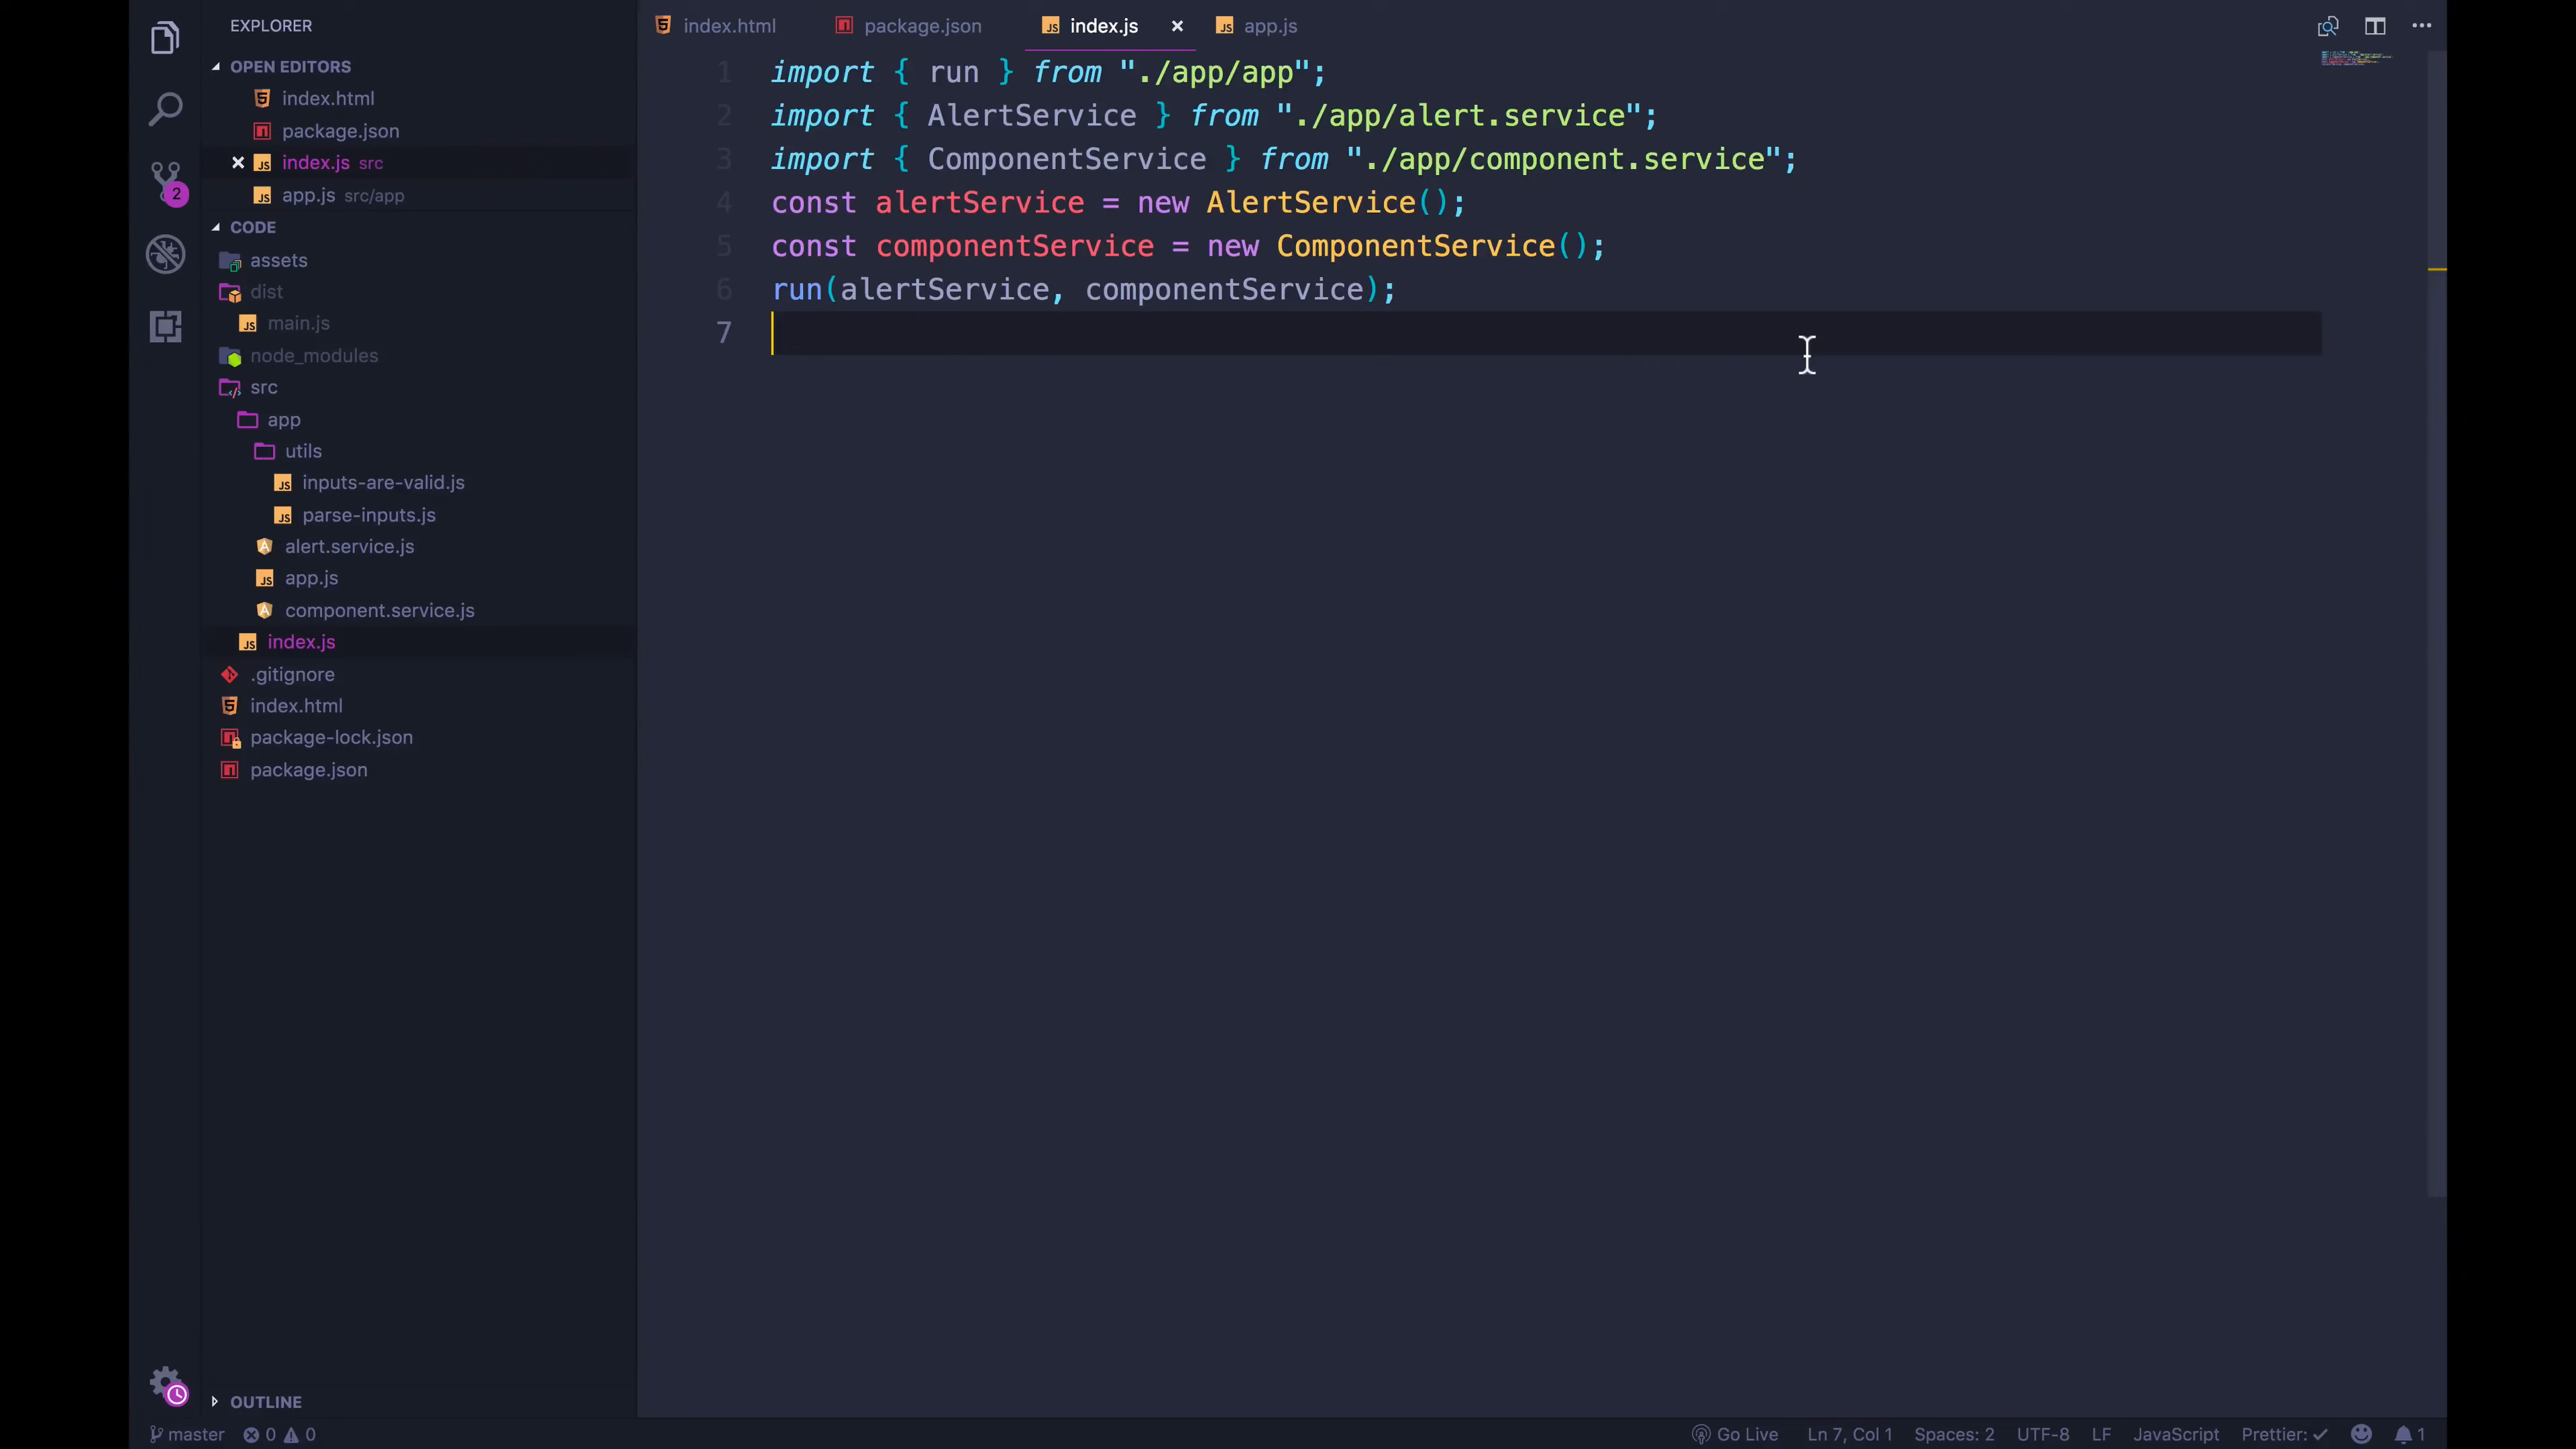 EXPLORER
OPEN EDITORS
index.html
package.json
index.js src
app.js src/app
CODE
assets
dist
main.js
node_modules
src
app
utils
inputs-are-valid.js
parse-inputs.js
alert.service.js
app.js
component.service.js
index.js
.gitignore
index.html
package-lock.json
package.json
OUTLINE
2
index.html package.json index.js app.js
1 import { run } from "./app/app";
2 import { AlertService } from "./app/alert.service";
3 import { ComponentService } from "./app/component.service";
4 const alertService = new AlertService();
5 const componentService = new ComponentService();
6 run(alertService, componentService);
7
master 0 0 Go Live Ln 7, Col 1 Spaces: 2 UTF-8 LF JavaScript Prettier: ✓ 1